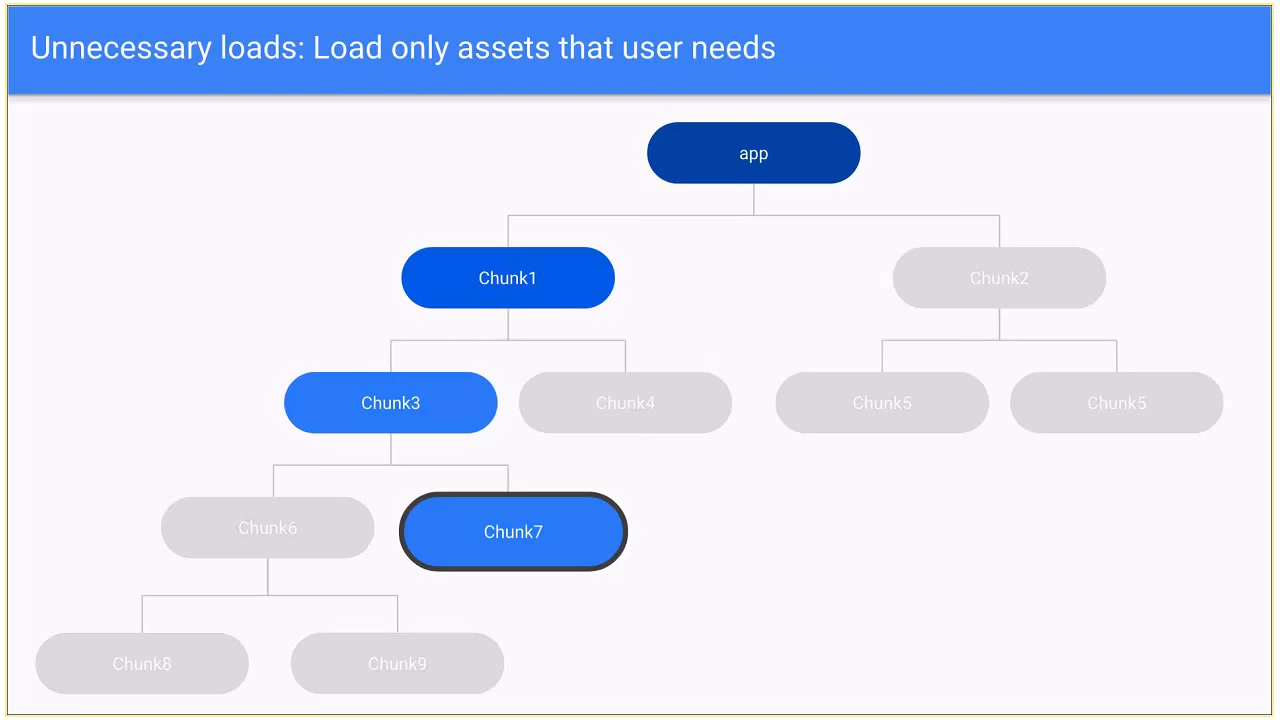 Unnecessary loads: Load only assets that user needs
app
Chunk1
Chunk2
Chunk3
Chunk4
Chunk5
Chunk5
Chunk6
Chunk7
Chunk8
Chunk9